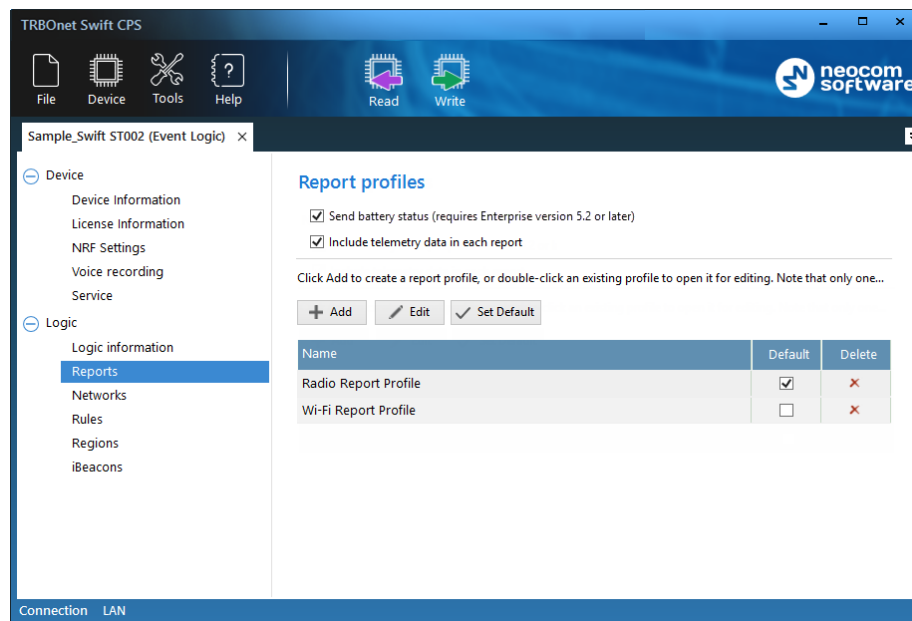 TRBOnet Swift CPS
File Device Tools Help Read Write
neocom
software
Sample_Swift ST002 (Event Logic) ×
Device
Device Information
License Information
NRF Settings
Voice recording
Service
Logic
Logic information
Reports
Networks
Rules
Regions
iBeacons
Report profiles
Send battery status (requires Enterprise version 5.2 or later)
Include telemetry data in each report
Click Add to create a report profile, or double-click an existing profile to open it for editing. Note that only one...
Add Edit Set Default
Name Default Delete
Radio Report Profile
Wi-Fi Report Profile
Connection LAN